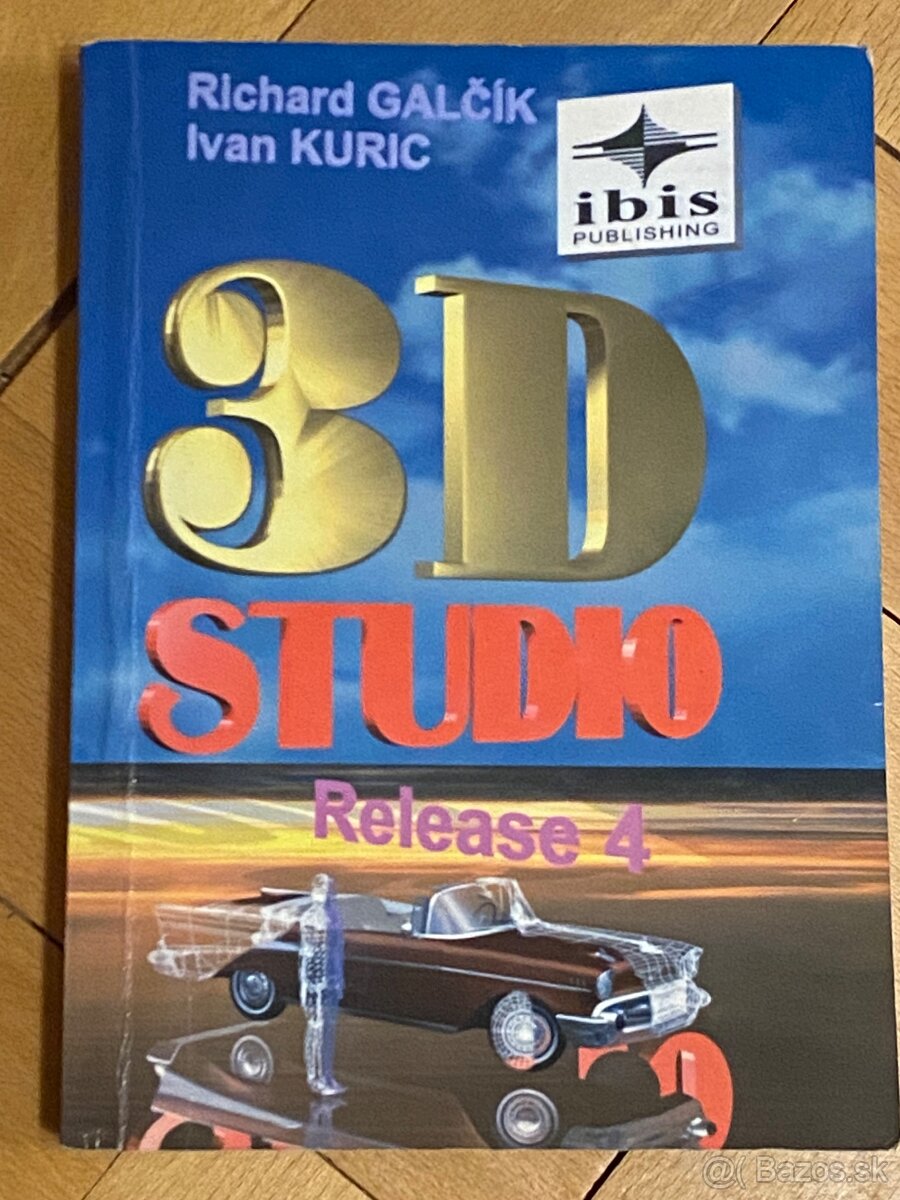 Richard GALČÍK
Ivan KURIC
ibis
PUBLISHING
3D
STUDIO
Release 4
@( Bazos.sk